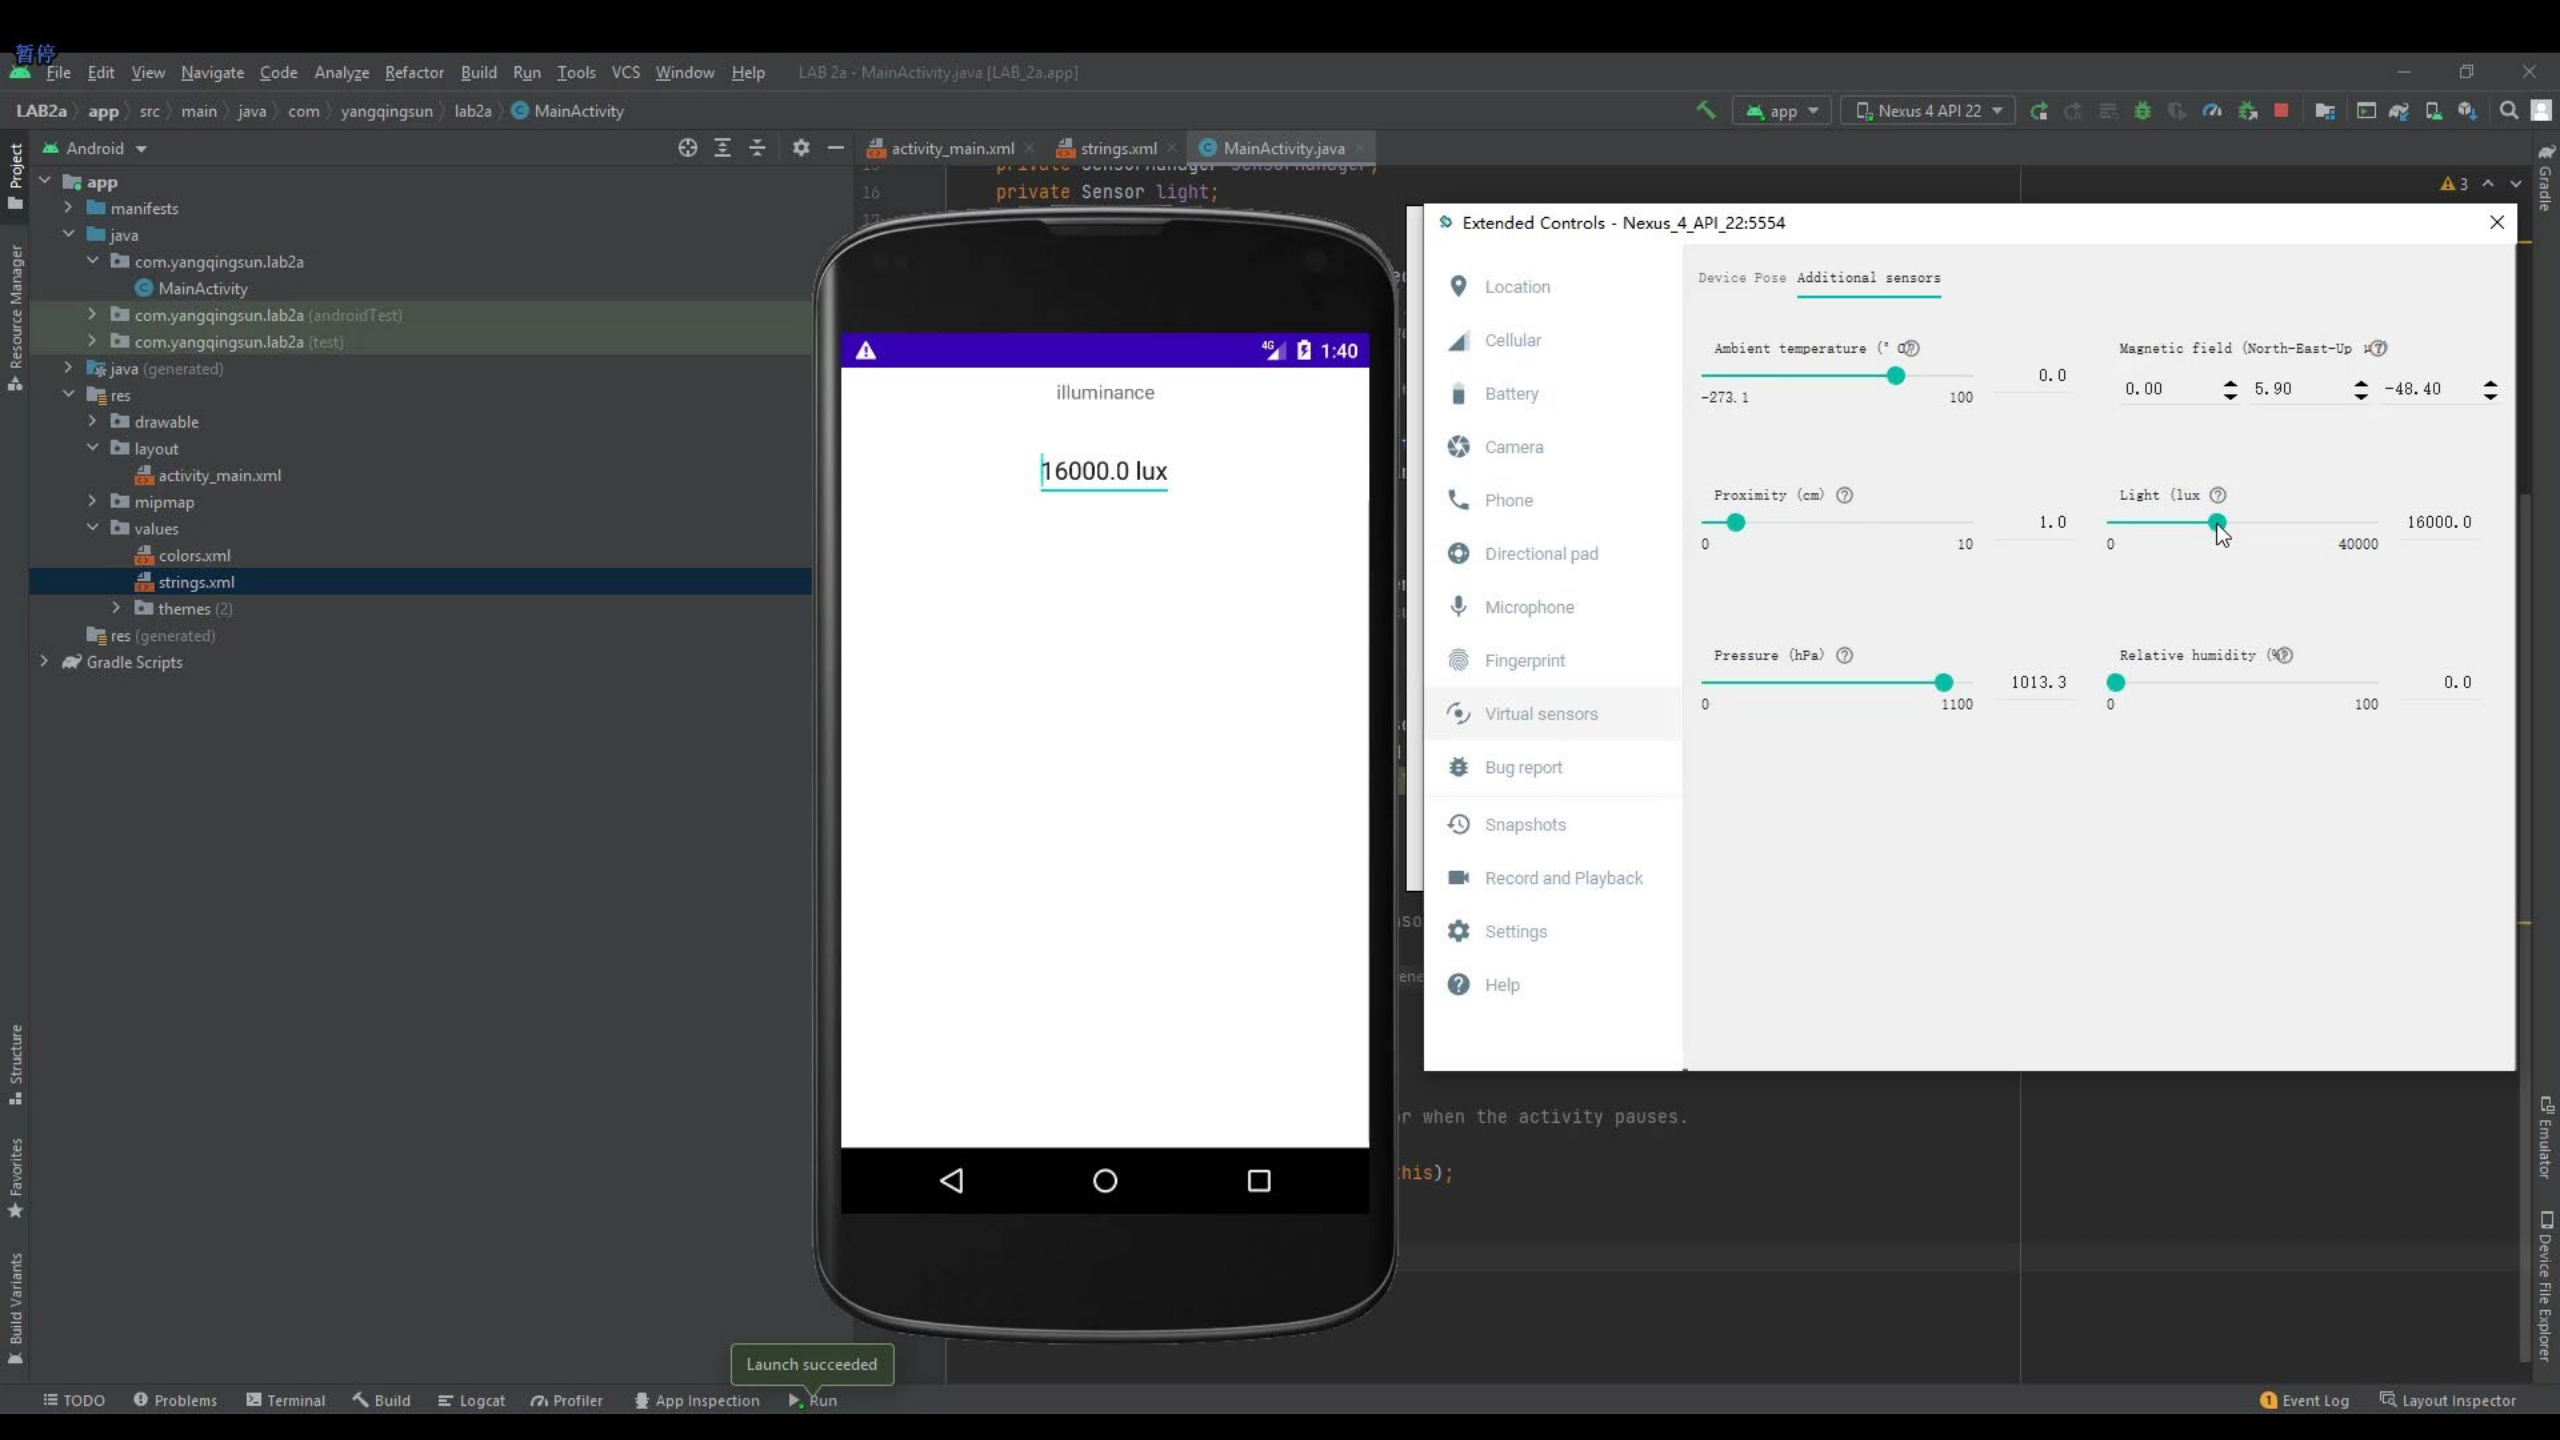 暂停
File Edit View Navigate Code Analyze Refactor Build Run Tools VCS Window Help LAB 2a - MainActivity.java [LAB_2a.app]
LAB2a app src main java com yangqingsun lab2a MainActivity
app Nexus 4 API 22
Project
Resource Manager
Structure
Favorites
Build Variants
Android
app
manifests
java
com.yangqingsun.lab2a
MainActivity
com.yangqingsun.lab2a (androidTest)
com.yangqingsun.lab2a (test)
java (generated)
res
drawable
layout
activity_main.xml
mipmap
values
colors.xml
strings.xml
themes (2)
res (generated)
Gradle Scripts
activity_main.xml strings.xml MainActivity.java
16 private Sensor light;
3
4G 1:40
illuminance
16000.0 lux
Extended Controls - Nexus_4_API_22:5554
Location
Cellular
Battery
Camera
Phone
Directional pad
Microphone
Fingerprint
Virtual sensors
Bug report
Snapshots
Record and Playback
Settings
Help
Device Pose Additional sensors
Ambient temperature (°
0.0
-273.1 100
Magnetic field (North-East-Up
0.00 5.90 -48.40
Proximity (cm) ?
1.0
0 10
Light (lux ?
16000.0
0 40000
Pressure (hPa) ?
1013.3
0 1100
Relative humidity (%
0.0
0 100
r when the activity pauses.
his);
Gradle
Emulator
Device File Explorer
Launch succeeded
TODO Problems Terminal Build Logcat Profiler App Inspection Run
1 Event Log Layout Inspector